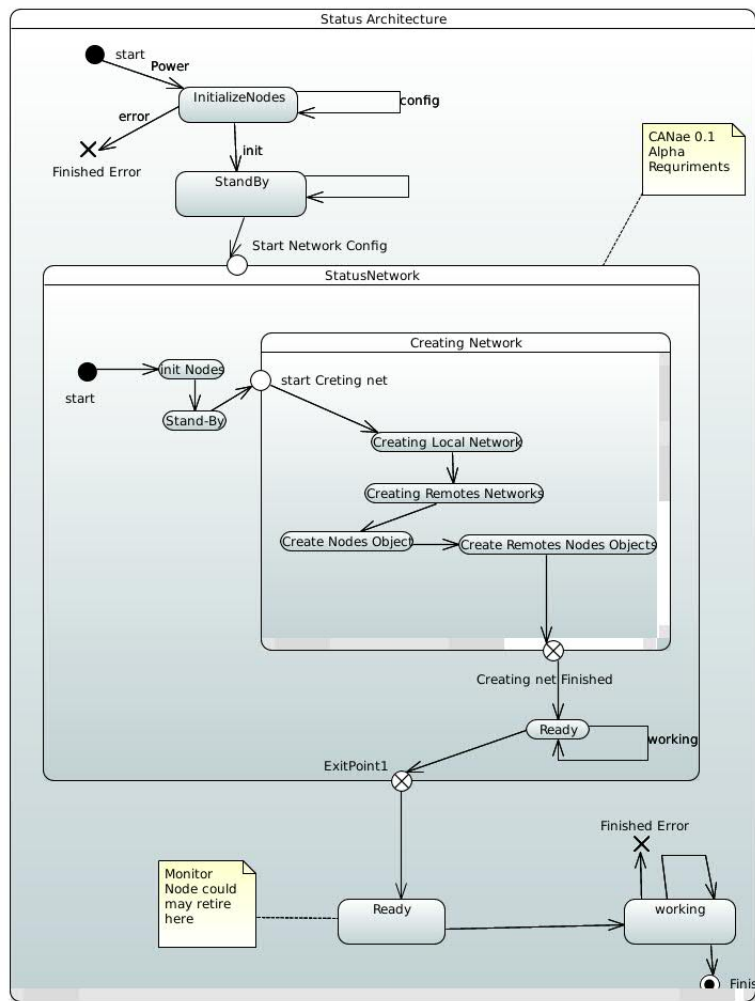 Status Architecture
start
Power
InitializeNodes
config
error
init
Finished Error
StandBy
CANae 0.1
Alpha
Requriments
Start Network Config
StatusNetwork
Creating Network
start
init Nodes
Stand-By
start Creting net
Creating Local Network
Creating Remotes Networks
Create Nodes Object
Create Remotes Nodes Objects
Creating net Finished
Ready
working
ExitPoint1
Finished Error
Monitor
Node could
may retire
here
Ready
working
Finis